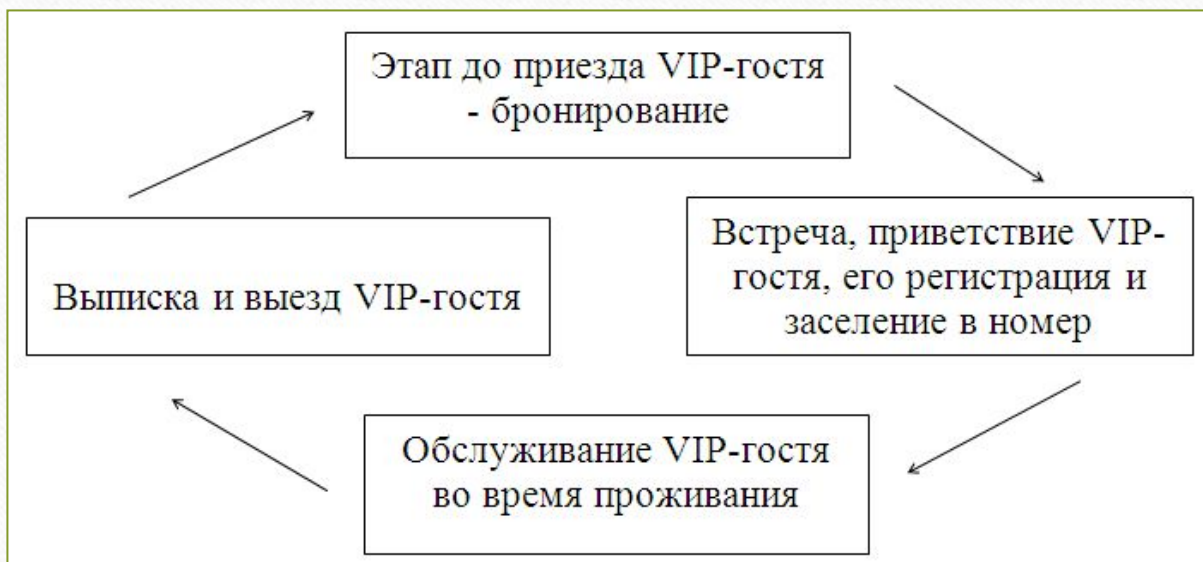 Этап до приезда VIP-гостя
- бронирование
Встреча, приветствие VIP-
гостя, его регистрация и
заселение в номер
Обслуживание VIP-гостя
во время проживания
Выписка и выезд VIP-гостя